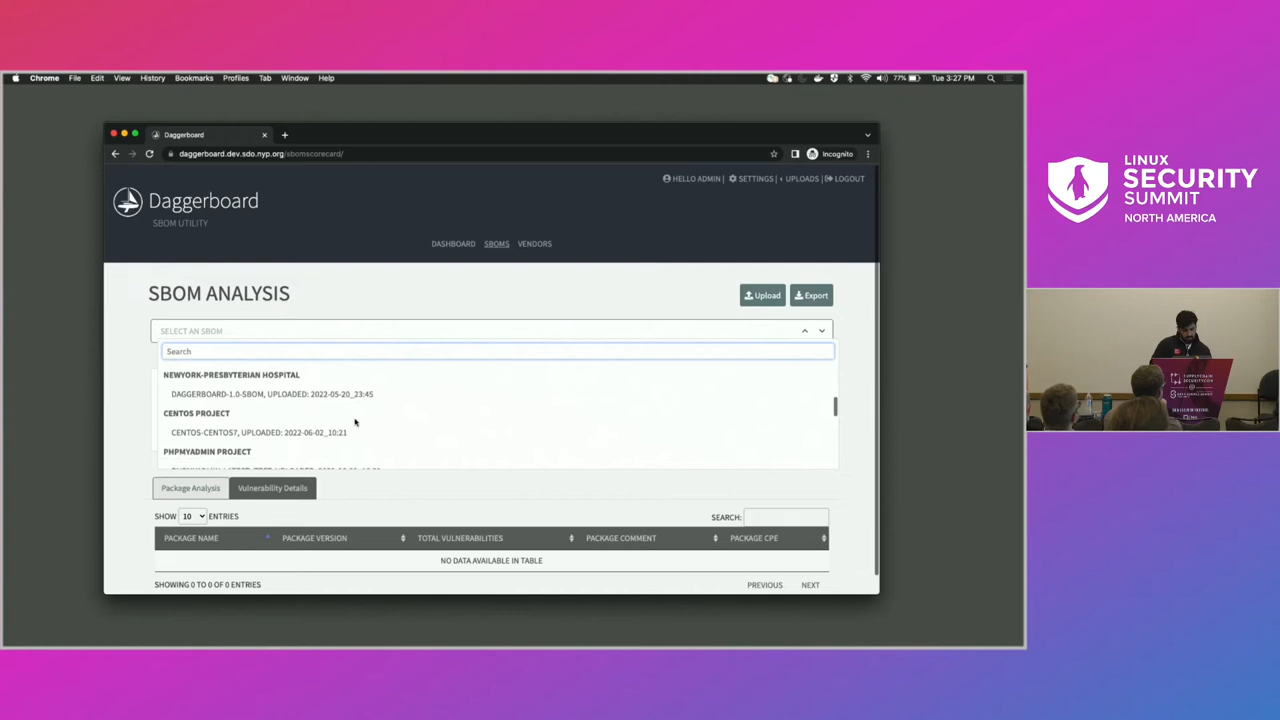 Chrome File Edit View History Bookmarks Profiles Tab Window Help
77% Tue 3:27 PM
Daggerboard
daggerboard.dev.sdo.nyp.org/sbomscorecard/
Incognito
HELLO ADMIN | SETTINGS | UPLOADS | LOGOUT
Daggerboard
SBOM UTILITY
DASHBOARD SBOMS VENDORS
SBOM ANALYSIS
Upload Export
SELECT AN SBOM
Search
NEWYORK-PRESBYTERIAN HOSPITAL
DAGGERBOARD-1.0-SBOM, UPLOADED: 2022-05-20_23:45
CENTOS PROJECT
CENTOS-CENTOS7, UPLOADED: 2022-06-02_10:21
PHPMYADMIN PROJECT
Package Analysis Vulnerability Details
SHOW 10 ENTRIES SEARCH:
PACKAGE NAME PACKAGE VERSION TOTAL VULNERABILITIES PACKAGE COMMENT PACKAGE CPE
NO DATA AVAILABLE IN TABLE
SHOWING 0 TO 0 OF 0 ENTRIES PREVIOUS NEXT
LINUX
SECURITY
SUMMIT
NORTH AMERICA